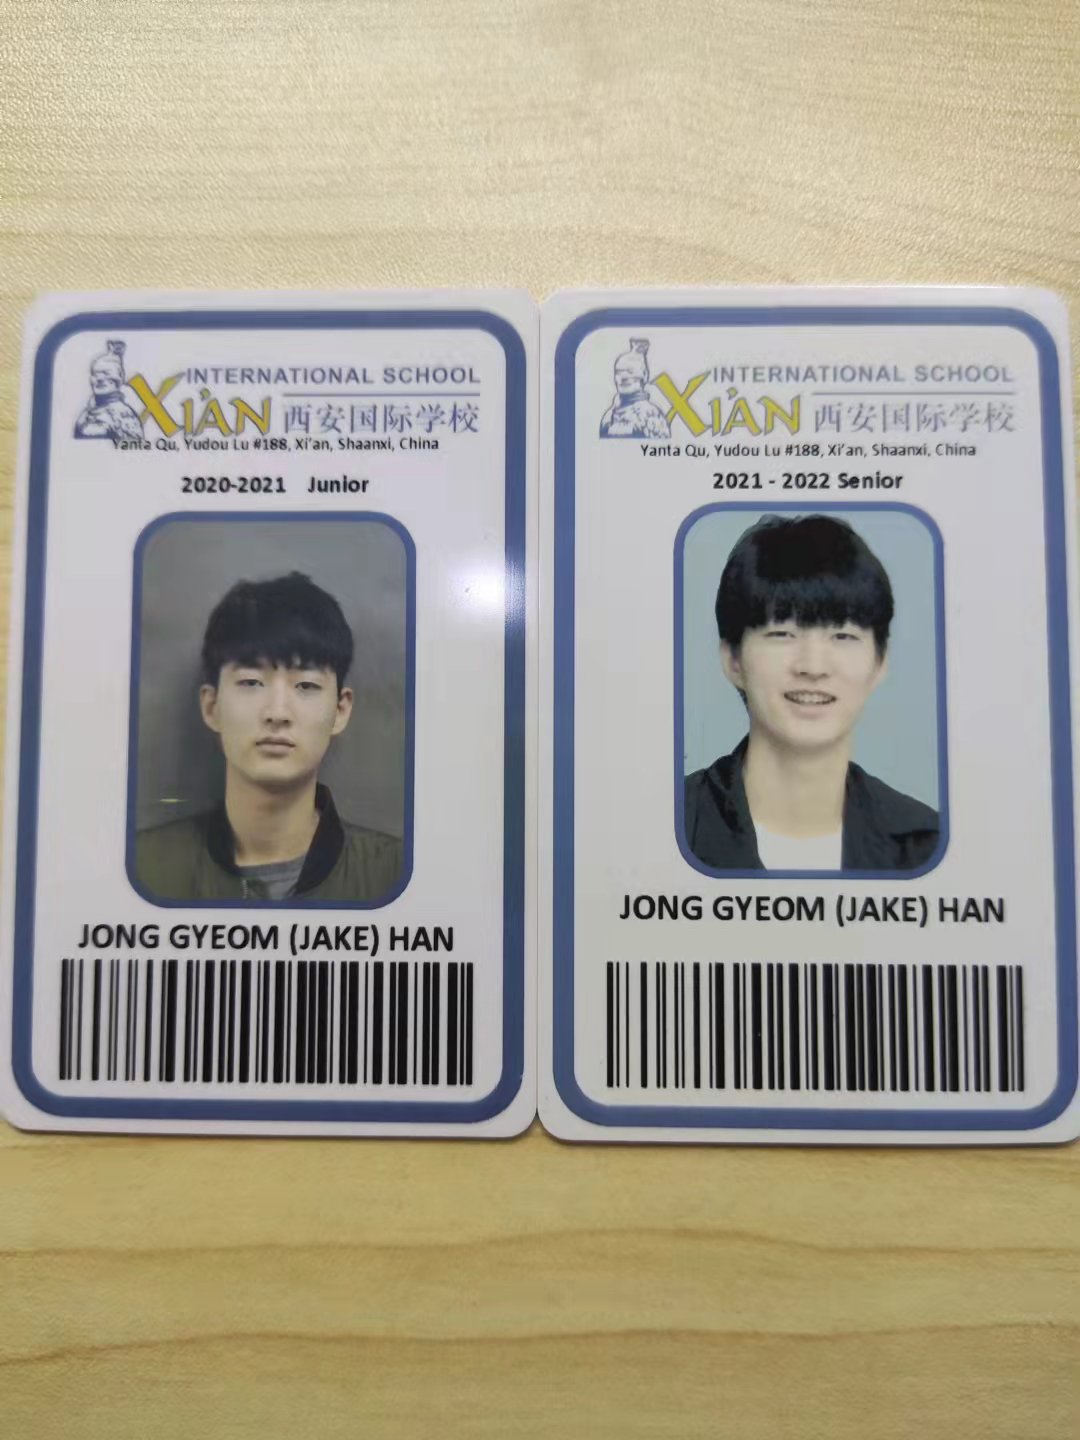 INTERNATIONAL SCHOOL
XI'AN 西安国际学校
Yanta Qu, Yudou Lu #188, Xi'an, Shaanxi, China
2020-2021 Junior
JONG GYEOM (JAKE) HAN
INTERNATIONAL SCHOOL
XI'AN 西安国际学校
Yanta Qu, Yudou Lu #188, Xi'an, Shaanxi, China
2021 - 2022 Senior
JONG GYEOM (JAKE) HAN